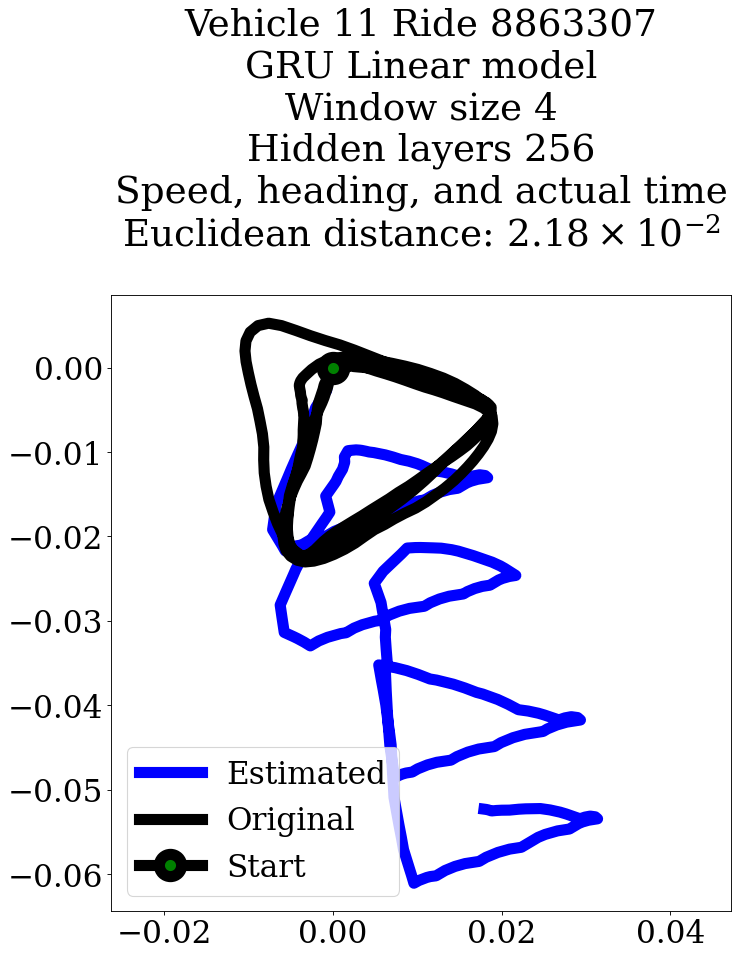 Vehicle 11 Ride 8863307
GRU Linear model
Window size 4
Hidden layers 256
Speed, heading, and actual time
Euclidean distance: 2.18 × 10⁻²
0.00
−0.01
−0.02
−0.03
−0.04
−0.05
−0.06
Estimated
Original
Start
−0.02 0.00 0.02 0.04